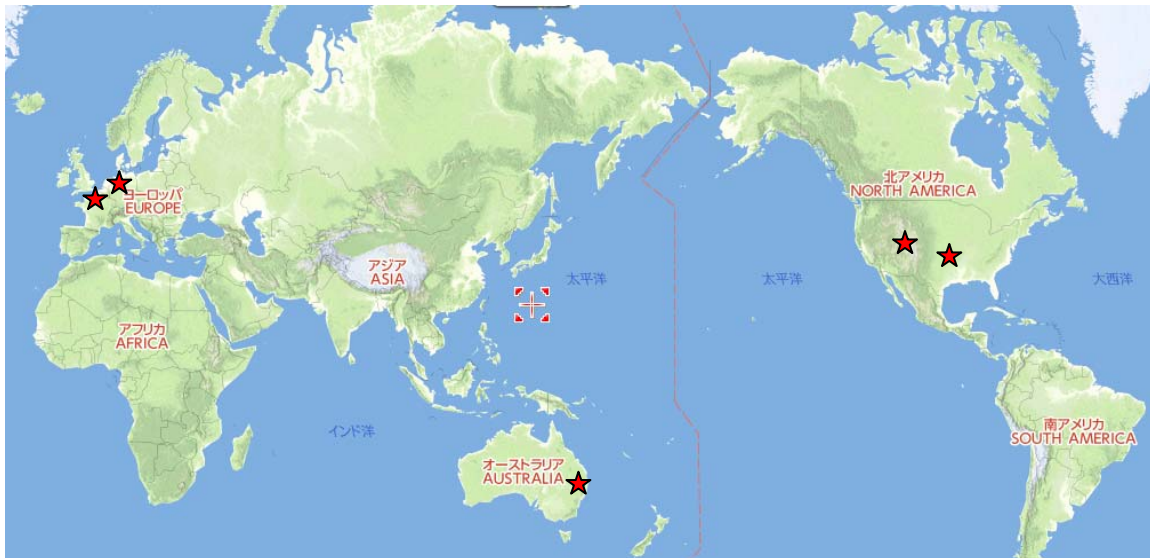 ヨーロッパ
EUROPE
北アメリカ
NORTH AMERICA
アジア
ASIA
太平洋
太平洋
大西洋
アフリカ
AFRICA
インド洋
南アメリカ
SOUTH AMERICA
オーストラリア
AUSTRALIA